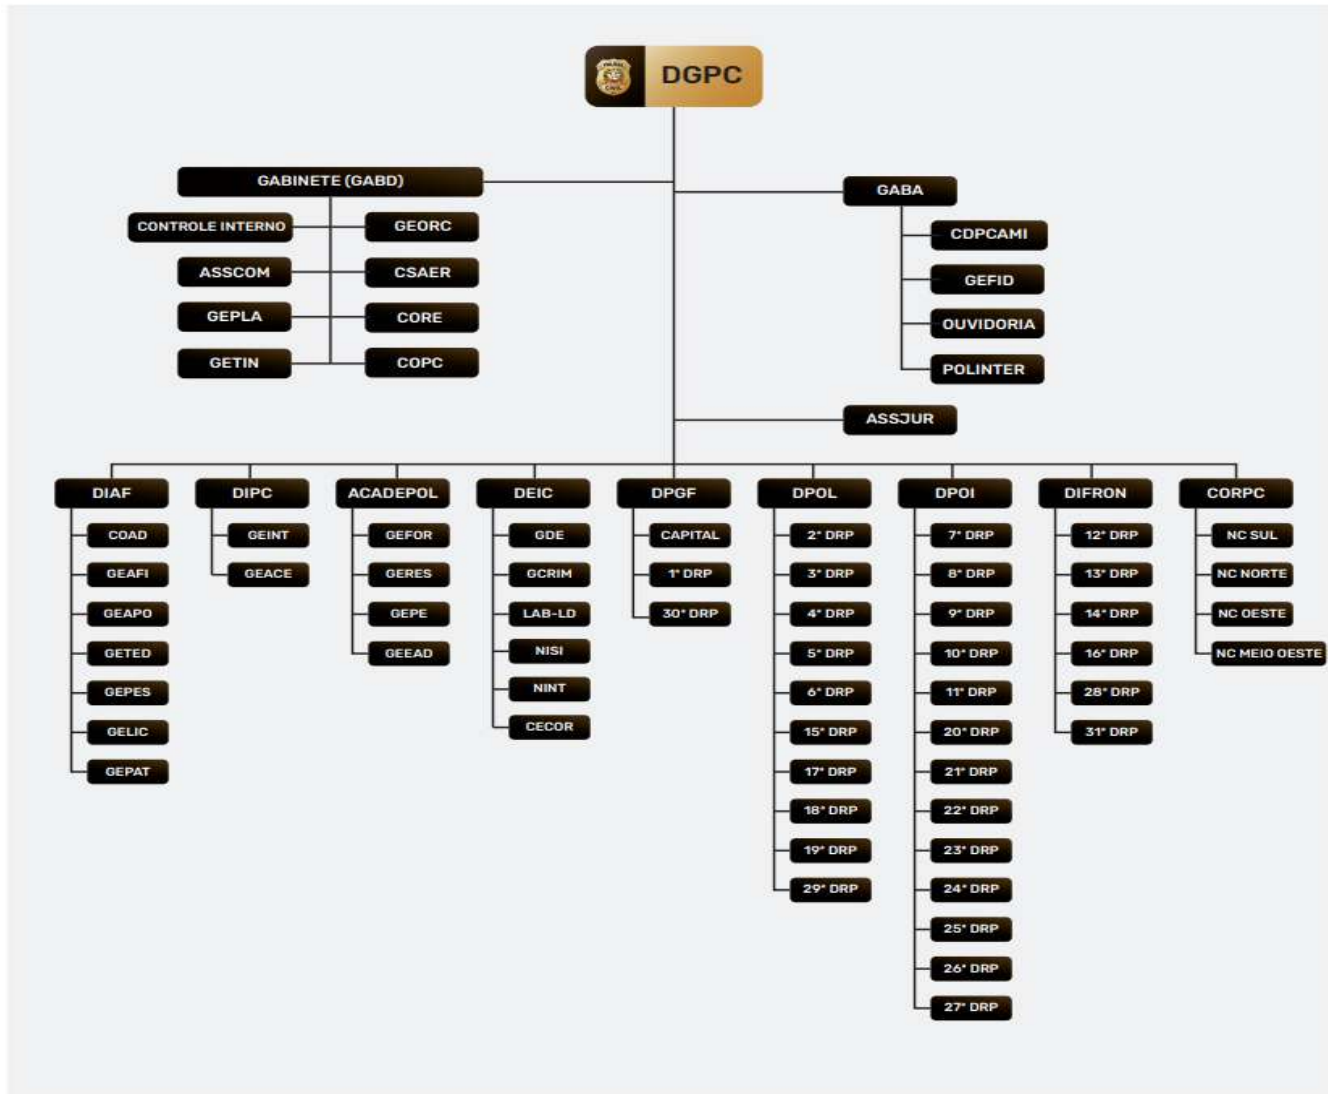 DGPC
GABINETE (GABD)
CONTROLE INTERNO
GEORC
ASSCOM
CSAER
GEPLA
CORE
GETIN
COPC
GABA
CDPCAMI
GEFID
OUVIDORIA
POLINTER
ASSJUR
DIAF
COAD
GEAFI
GEAPO
GETED
GEPES
GELIC
GEPAT
DIPC
GEINT
GEACE
ACADEPOL
GEFOR
GERES
GEPE
GEEAD
DEIC
GDE
GCRIM
LAB-LD
NISI
NINT
CECOR
DPGF
CAPITAL
1ª DRP
30ª DRP
DPOL
2ª DRP
3ª DRP
4ª DRP
5ª DRP
6ª DRP
15ª DRP
17ª DRP
18ª DRP
19ª DRP
29ª DRP
DPOI
7ª DRP
8ª DRP
9ª DRP
10ª DRP
11ª DRP
20ª DRP
21ª DRP
22ª DRP
23ª DRP
24ª DRP
25ª DRP
26ª DRP
27ª DRP
DIFRON
12ª DRP
13ª DRP
14ª DRP
16ª DRP
28ª DRP
31ª DRP
CORPC
NC SUL
NC NORTE
NC OESTE
NC MEIO OESTE